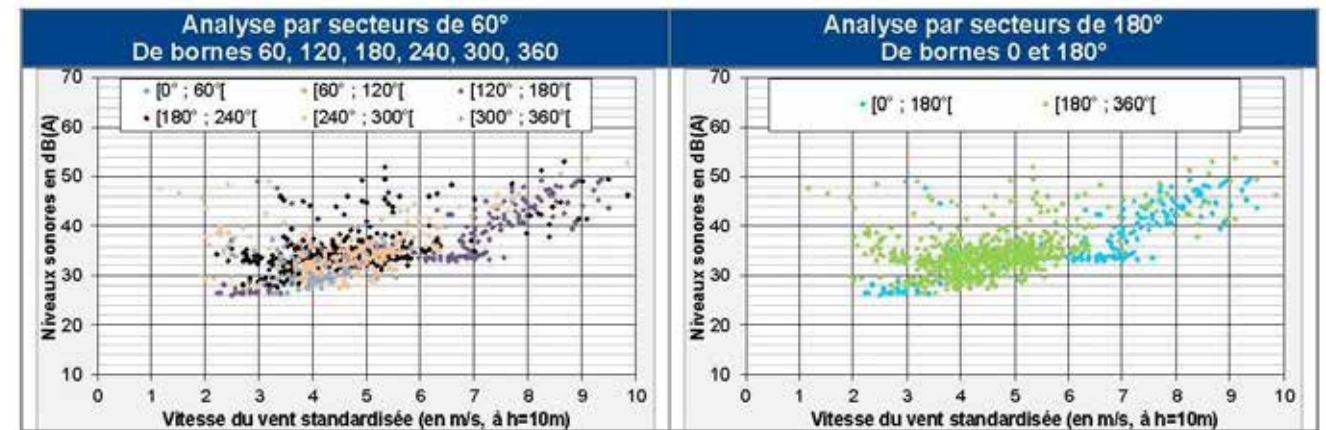 Analyse par secteurs de 60°
De bornes 60, 120, 180, 240, 300, 360
70
60
50
40
30
20
10
Niveaux sonores en dB(A)
[0° ; 60°[ [60° ; 120°[ [120° ; 180°[
[180° ; 240°[ [240° ; 300°[ [300° ; 360°[
0 1 2 3 4 5 6 7 8 9 10
Vitesse du vent standardisée (en m/s, à h=10m)
Analyse par secteurs de 180°
De bornes 0 et 180°
70
60
50
40
30
20
10
Niveaux sonores en dB(A)
[0° ; 180°[ [180° ; 360°[
0 1 2 3 4 5 6 7 8 9 10
Vitesse du vent standardisée (en m/s, à h=10m)